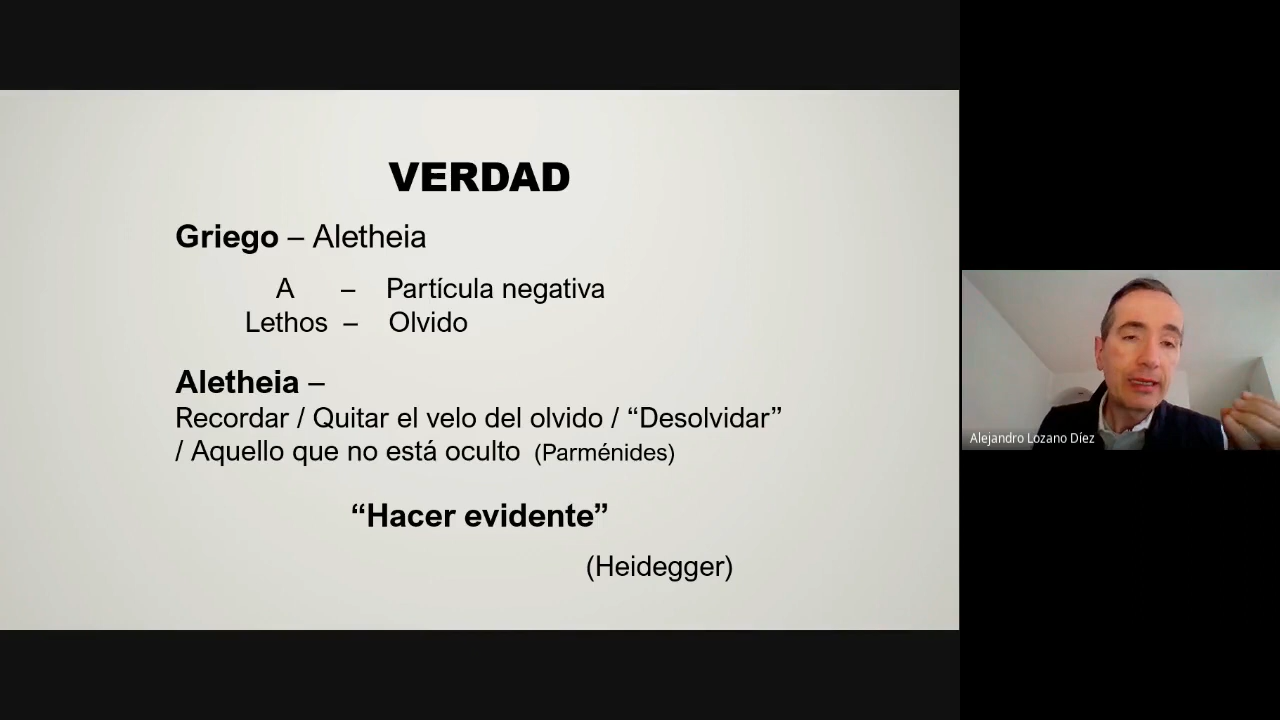 VERDAD
Griego – Aletheia
A – Partícula negativa
Lethos – Olvido
Aletheia –
Recordar / Quitar el velo del olvido / “Desolvidar”
/ Aquello que no está oculto (Parménides)
“Hacer evidente”
(Heidegger)
Alejandro Lozano Díez